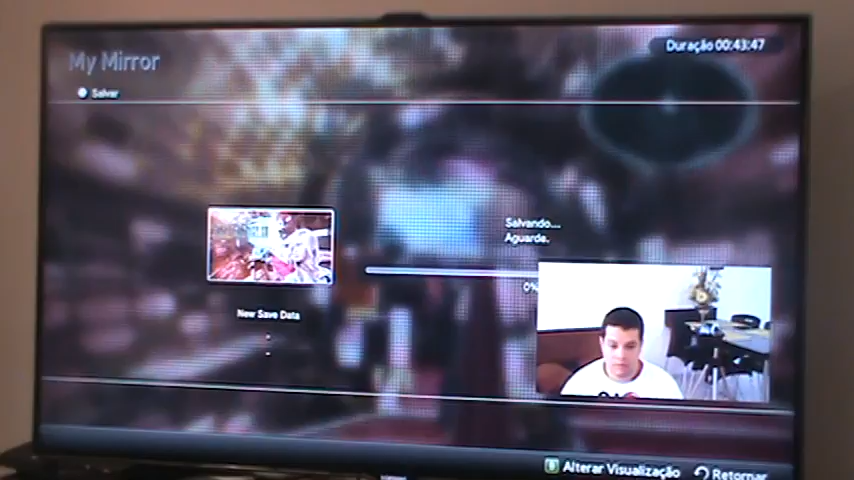 My Mirror
Duração 00:43:47
Salvar
Salvando...
Aguarde.
0%
New Save Data
Alterar Visualização
Retornar